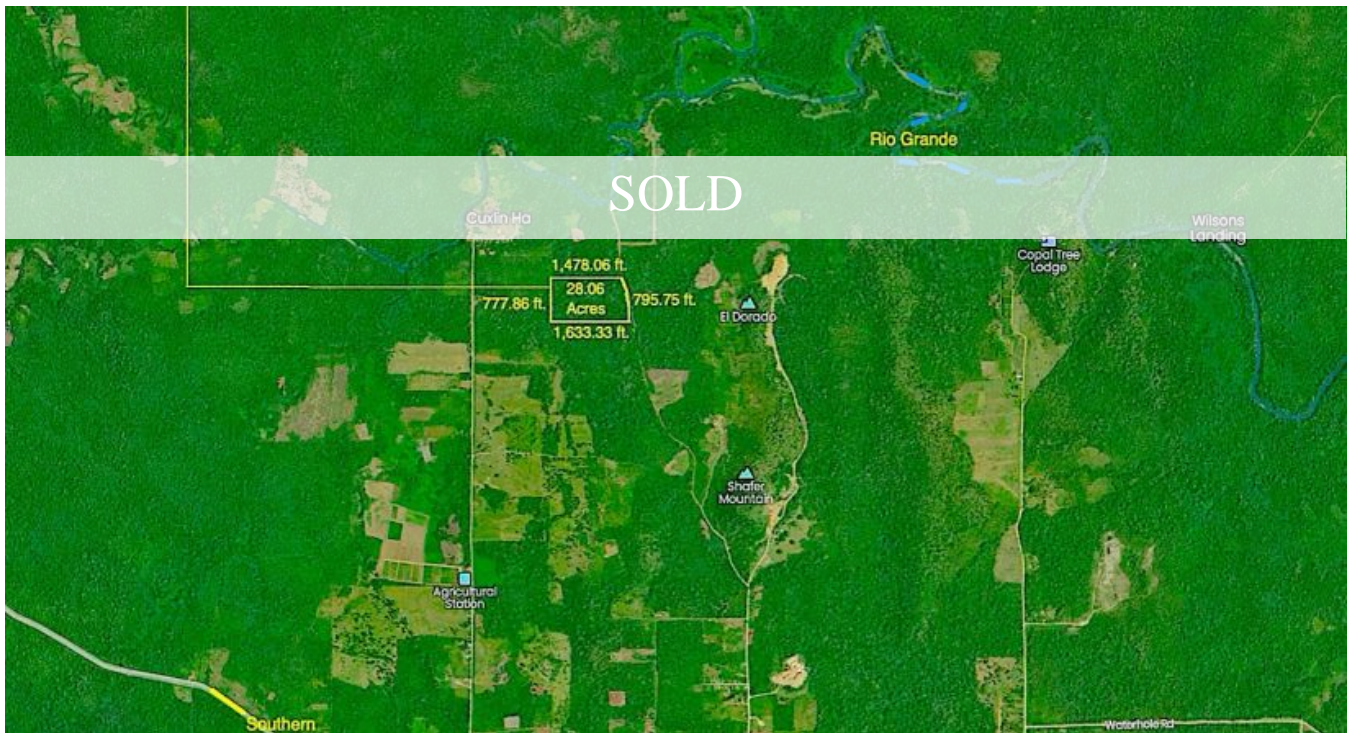 Rio Grande
SOLD
Cuxlin Ha
Wilsons
Landing
Copal Tree
Lodge
1,478.06 ft.
28.06
Acres
777.86 ft.
795.75 ft.
1,633.33 ft.
El Dorado
Shafer
Mountain
Agricultural
Station
Southern
Waterhole Rd